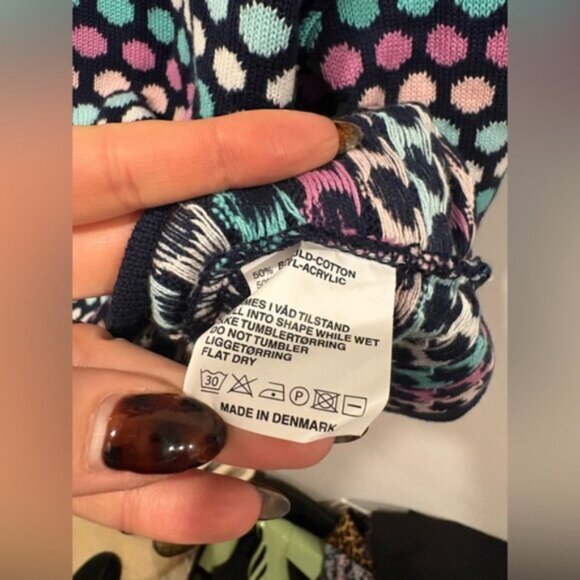 50%
-COTTON
-ACRYLIC
I VÅD TILSTAND
INTO SHAPE WHILE WET
TUMBLERTØRRING
DO NOT TUMBLER
LIGGETØRRING
FLAT DRY
30 P
MADE IN DENMARK